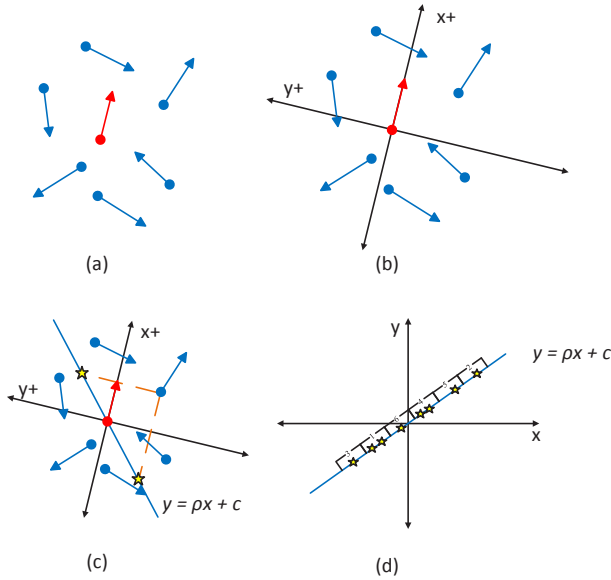 x+
y+
(a)
(b)
x+
y+
y = ρx + c
(c)
y
y = ρx + c
x
(d)